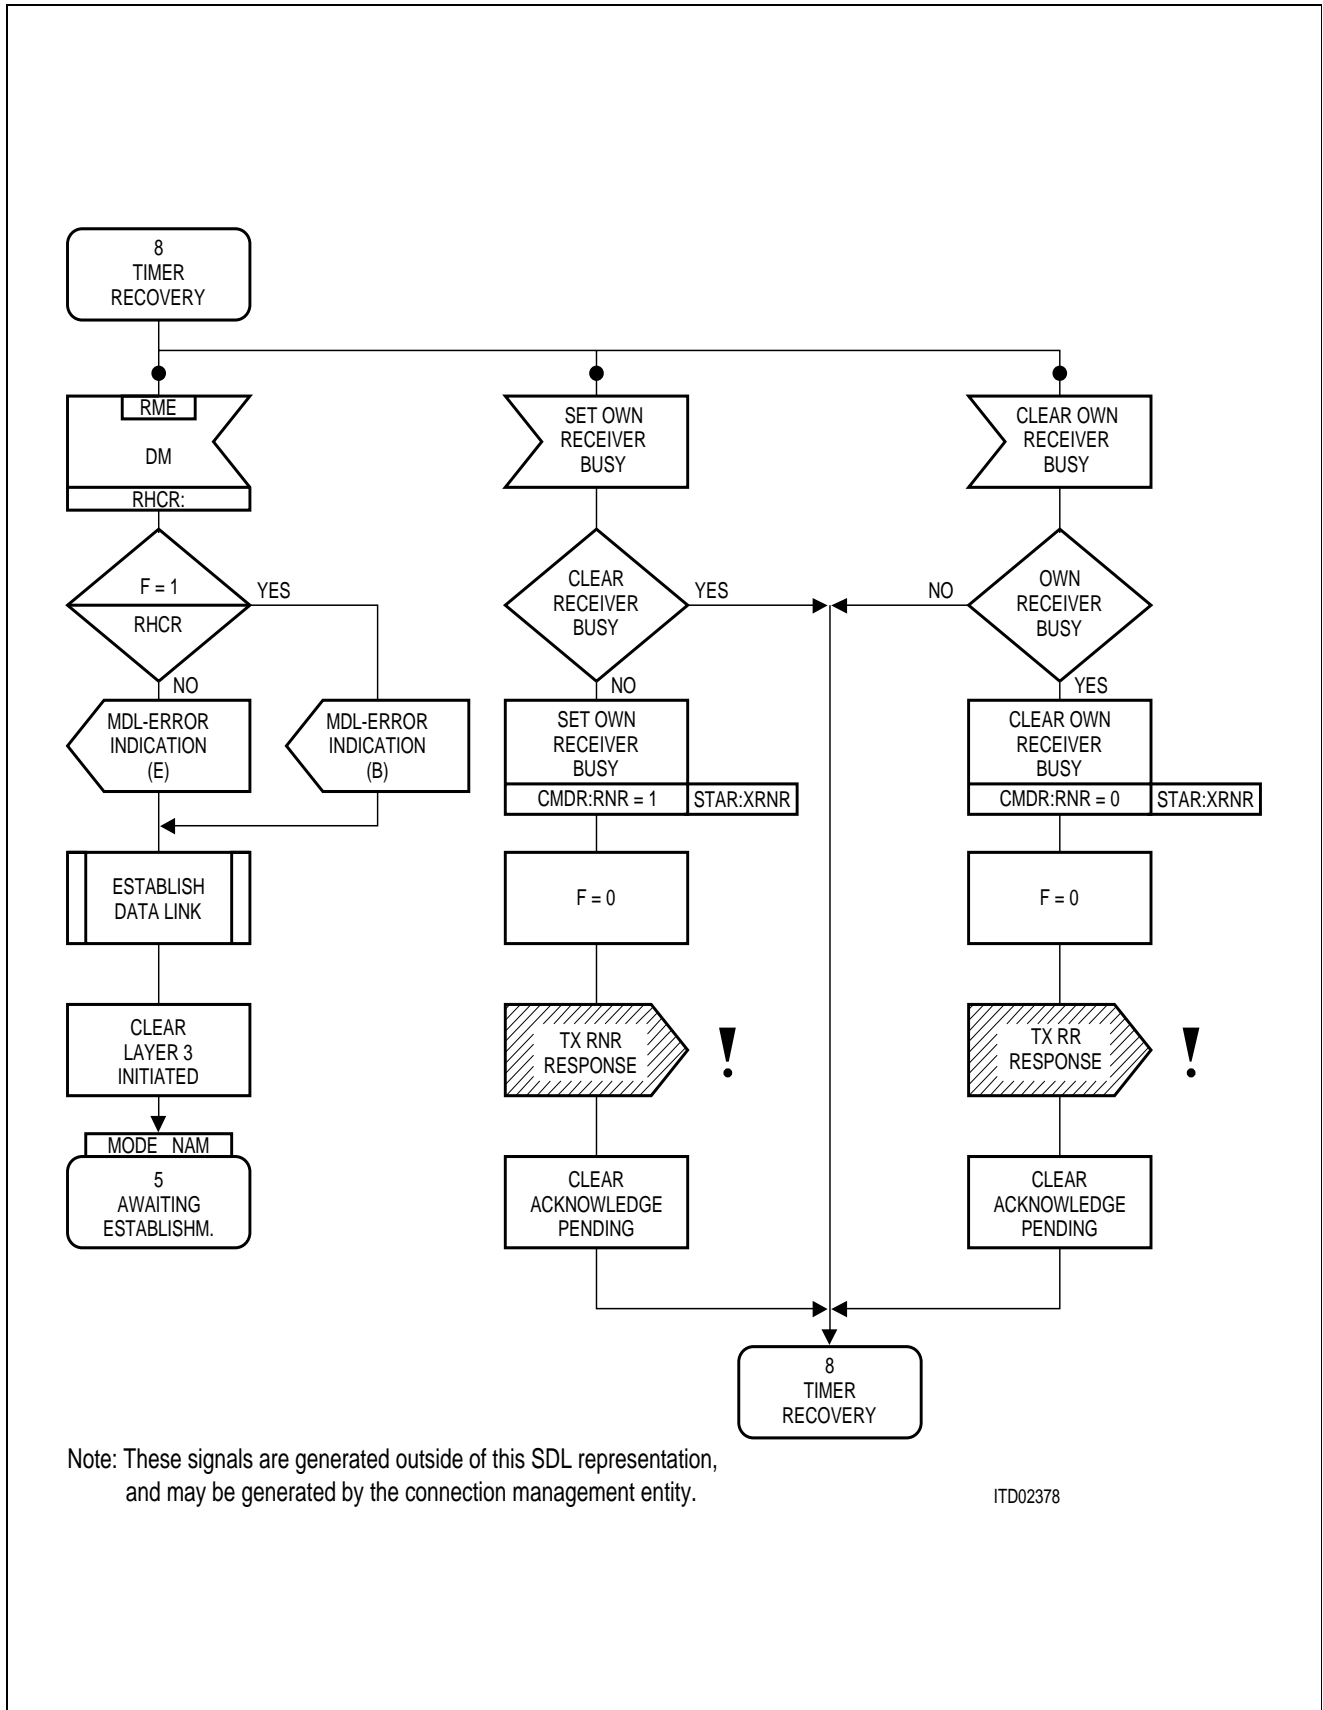 8
TIMER
RECOVERY
RME
DM
RHCR:
SET OWN
RECEIVER
BUSY
CLEAR OWN
RECEIVER
BUSY
F = 1
RHCR
YES
NO
CLEAR
RECEIVER
BUSY
YES
NO
OWN
RECEIVER
BUSY
NO
YES
MDL-ERROR
INDICATION
(E)
MDL-ERROR
INDICATION
(B)
SET OWN
RECEIVER
BUSY
CMDR:RNR = 1
STAR:XRNR
CLEAR OWN
RECEIVER
BUSY
CMDR:RNR = 0
STAR:XRNR
ESTABLISH
DATA LINK
F = 0
F = 0
CLEAR
LAYER 3
INITIATED
TX RNR
RESPONSE
!
TX RR
RESPONSE
!
MODE NAM
5
AWAITING
ESTABLISHM.
CLEAR
ACKNOWLEDGE
PENDING
CLEAR
ACKNOWLEDGE
PENDING
8
TIMER
RECOVERY
Note: These signals are generated outside of this SDL representation,
and may be generated by the connection management entity.
ITD02378